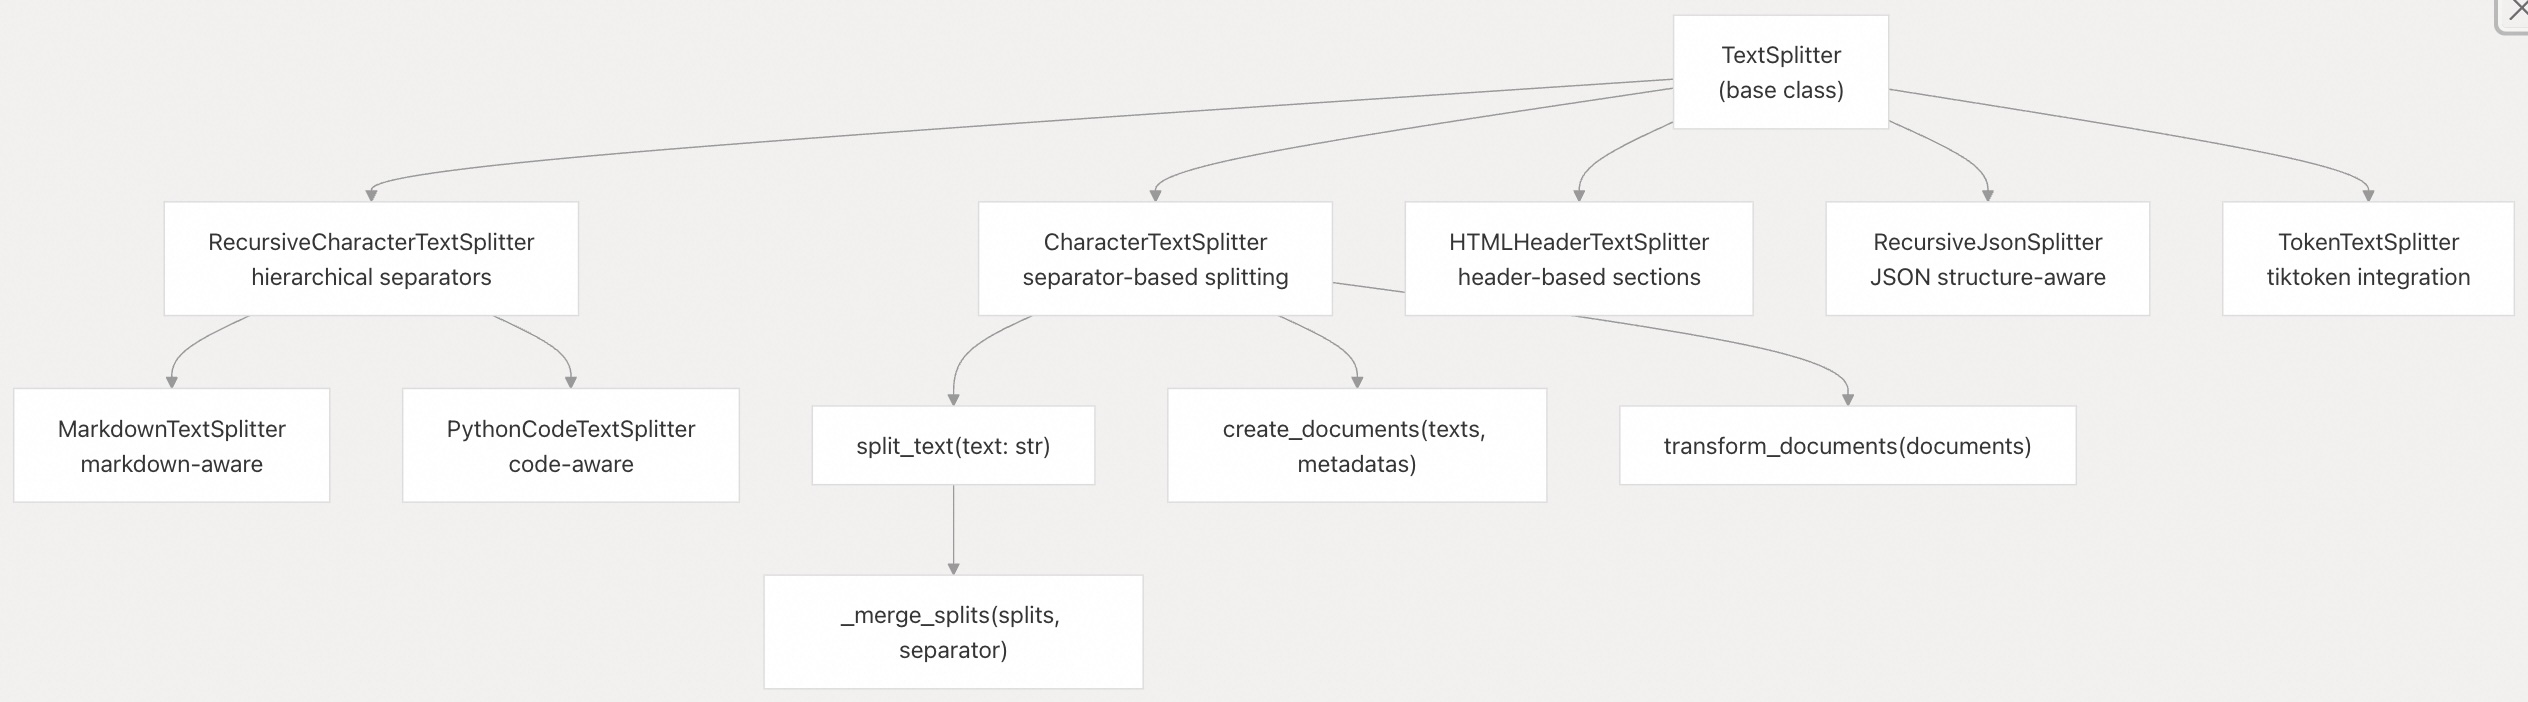 TextSplitter
(base class)
RecursiveCharacterTextSplitter
hierarchical separators
CharacterTextSplitter
separator-based splitting
HTMLHeaderTextSplitter
header-based sections
RecursiveJsonSplitter
JSON structure-aware
TokenTextSplitter
tiktoken integration
MarkdownTextSplitter
markdown-aware
PythonCodeTextSplitter
code-aware
split_text(text: str)
create_documents(texts,
metadatas)
transform_documents(documents)
_merge_splits(splits,
separator)